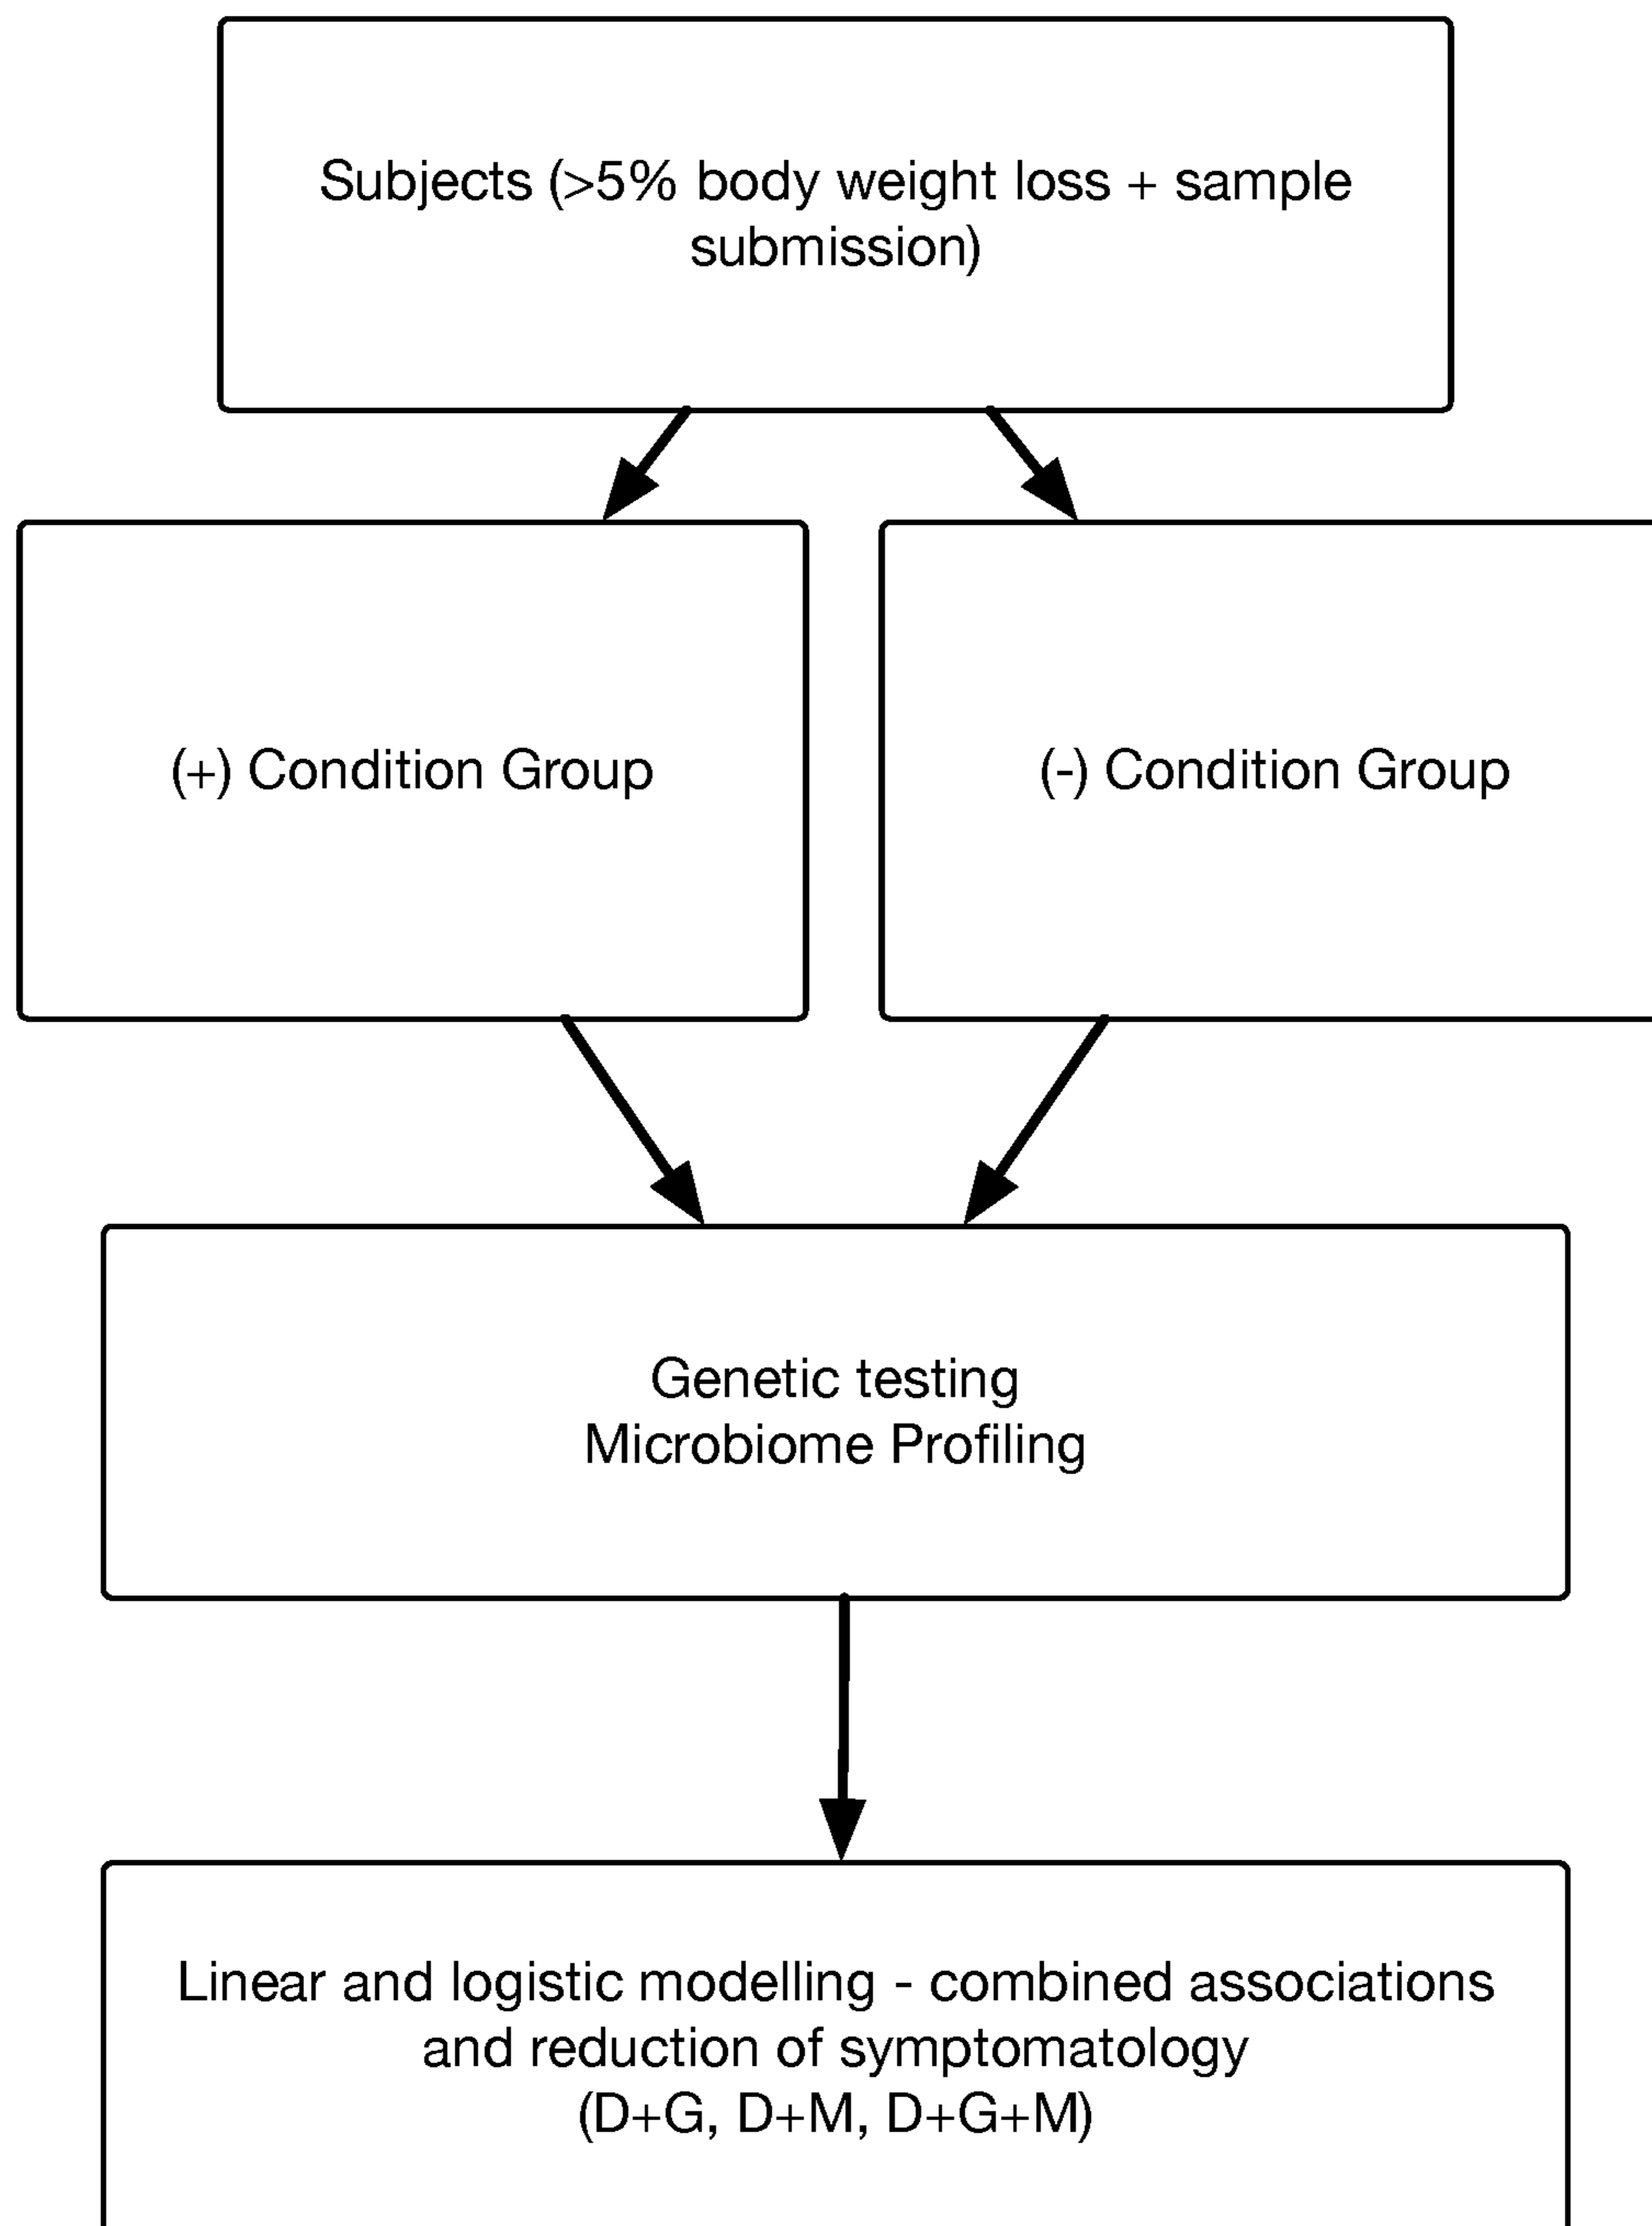 Subjects (>5% body weight loss + sample
submission)
(+) Condition Group
(-) Condition Group
Genetic testing
Microbiome Profiling
Linear and logistic modelling - combined associations
and reduction of symptomatology
(D+G, D+M, D+G+M)